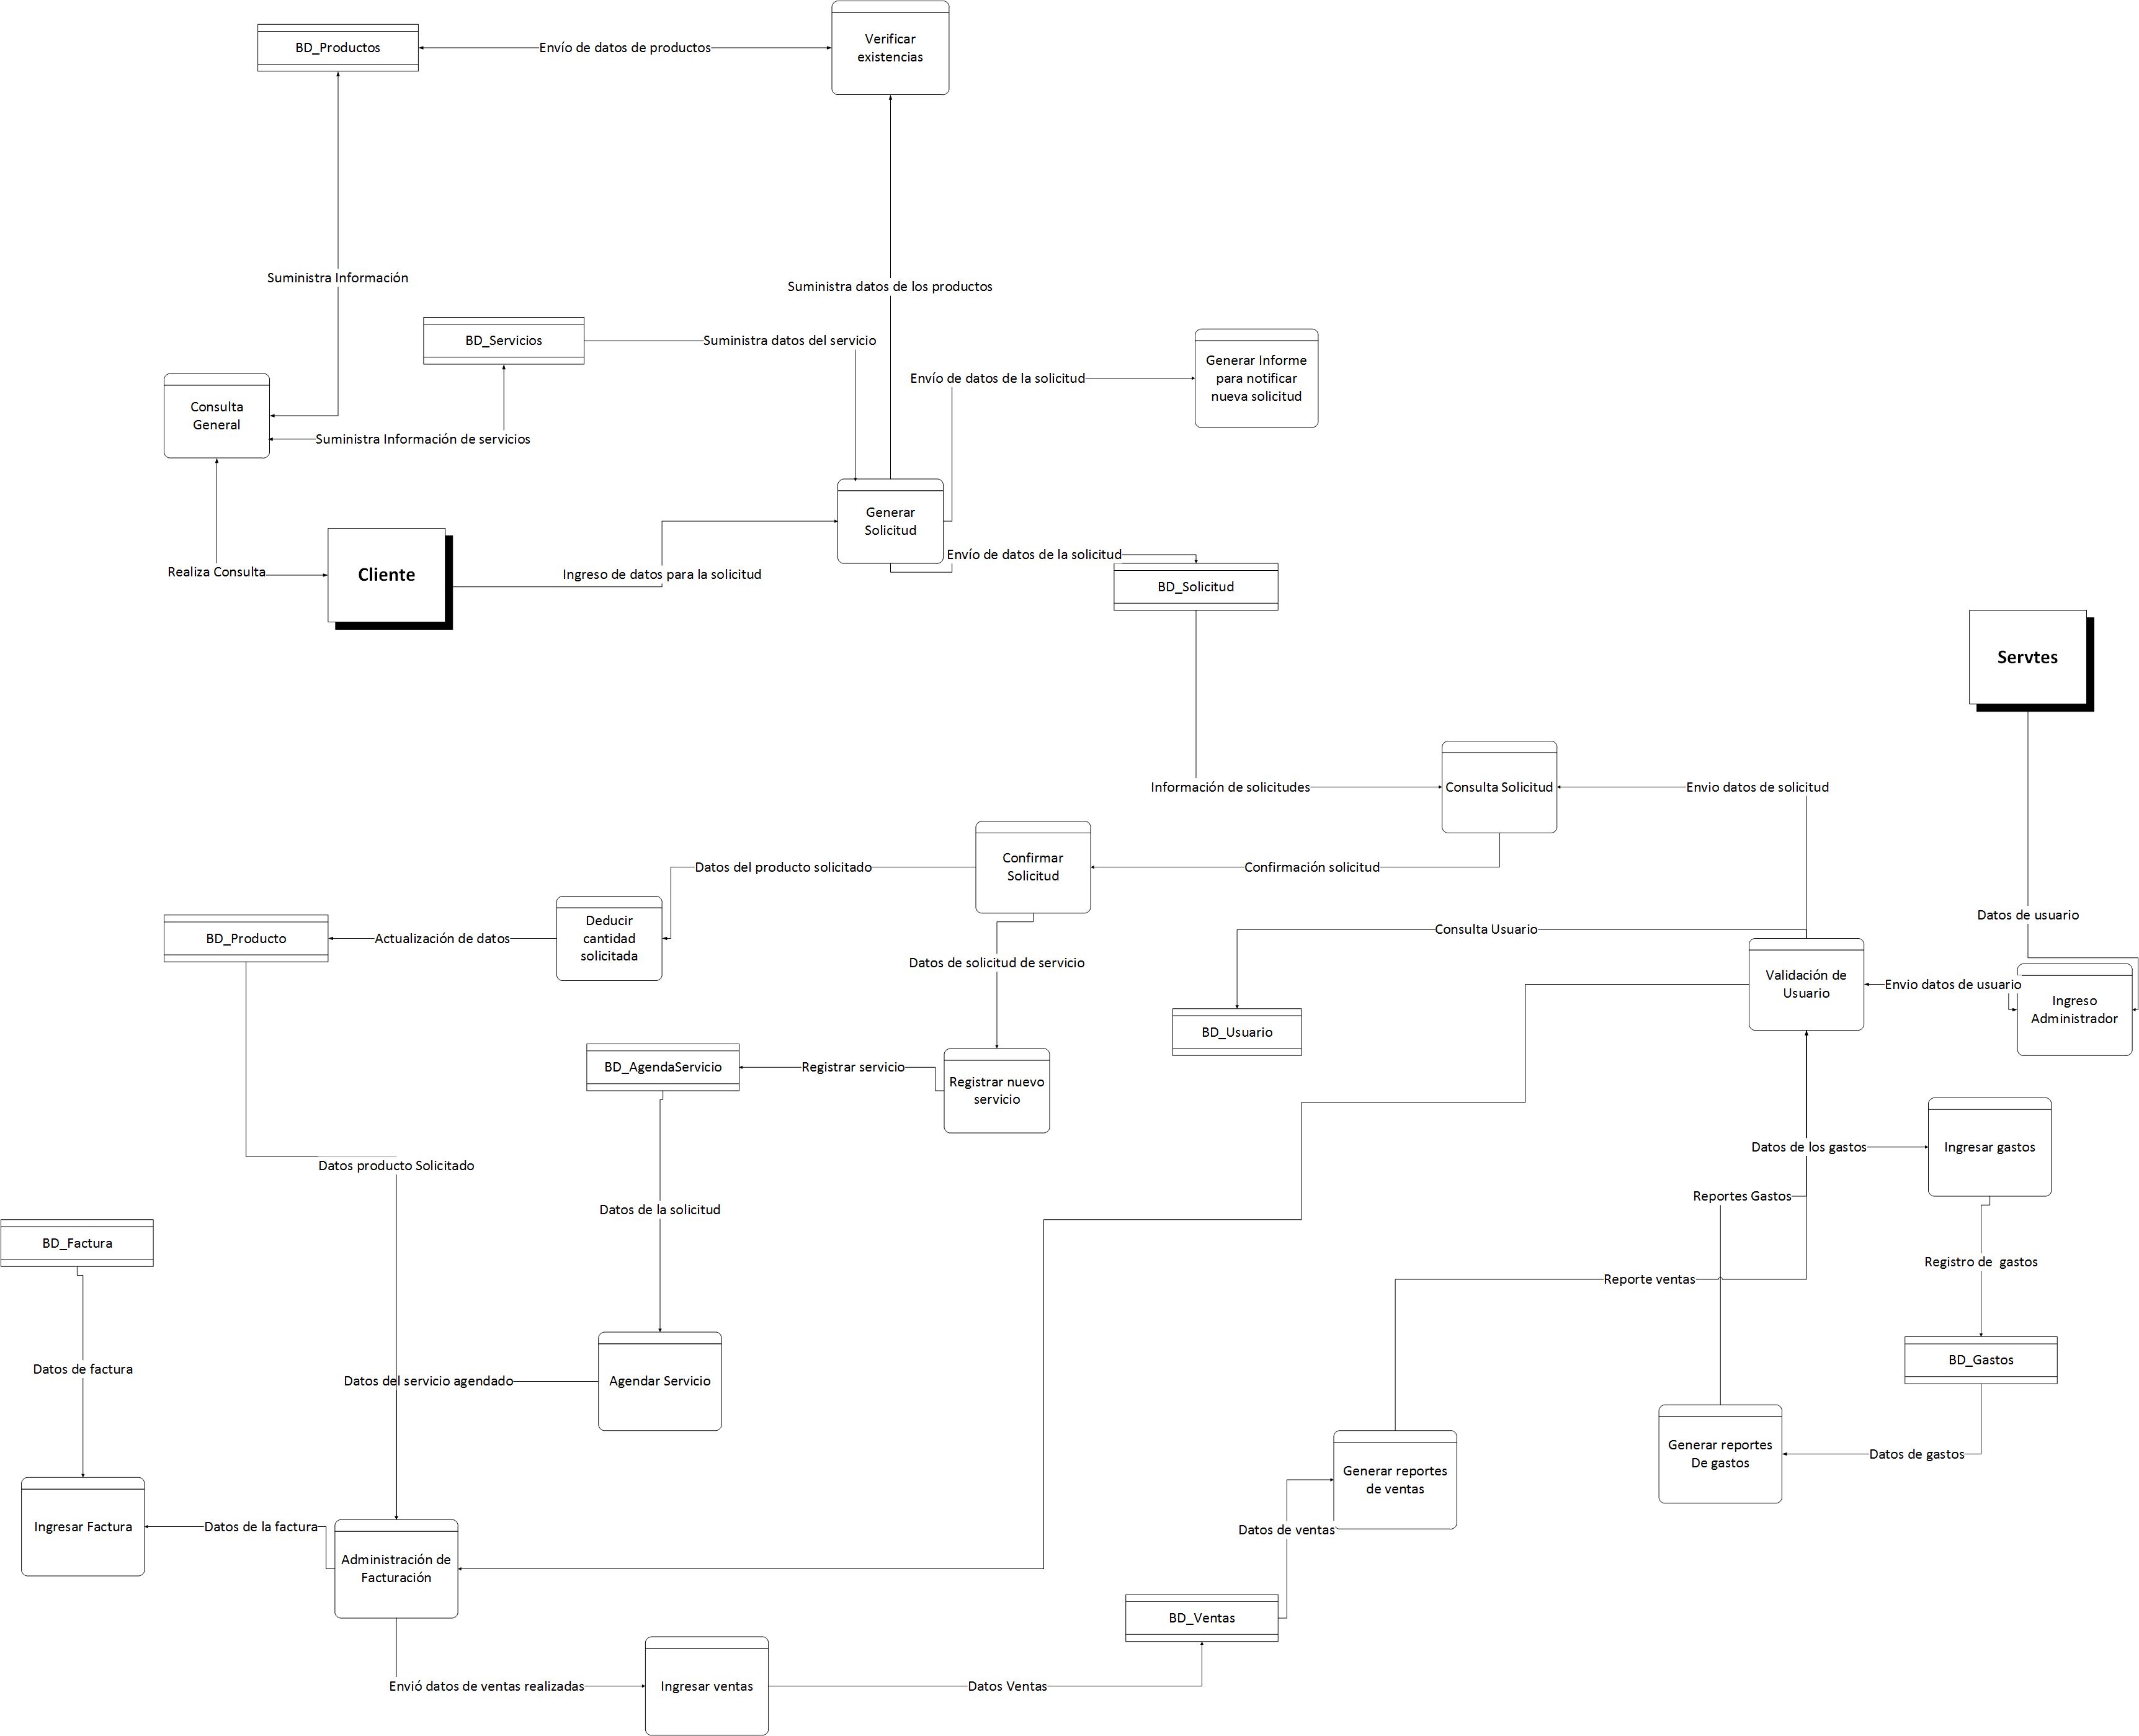 BD_Productos
Envío de datos de productos
Verificar
existencias
Suministra Información
Suministra datos de los productos
BD_Servicios
Suministra datos del servicio
Generar Informe
para notificar
nueva solicitud
Envío de datos de la solicitud
Consulta
General
Suministra Información de servicios
Generar
Solicitud
Envío de datos de la solicitud
Realiza Consulta
Cliente
Ingreso de datos para la solicitud
BD_Solicitud
Servtes
Información de solicitudes
Consulta Solicitud
Envio datos de solicitud
Datos del producto solicitado
Confirmar
Solicitud
Confirmación solicitud
Datos de usuario
BD_Producto
Actualización de datos
Deducir
cantidad
solicitada
Consulta Usuario
Datos de solicitud de servicio
Validación de
Usuario
Envio datos de usuario
Ingreso
Administrador
BD_Usuario
BD_AgendaServicio
Registrar servicio
Registrar nuevo
servicio
Datos de los gastos
Ingresar gastos
Datos producto Solicitado
Reportes Gastos
Datos de la solicitud
BD_Factura
Registro de  gastos
Reporte ventas
Datos de factura
Datos del servicio agendado
Agendar Servicio
BD_Gastos
Generar reportes
De gastos
Datos de gastos
Generar reportes
de ventas
Ingresar Factura
Datos de la factura
Datos de ventas
Administración de
Facturación
BD_Ventas
Envió datos de ventas realizadas
Ingresar ventas
Datos Ventas